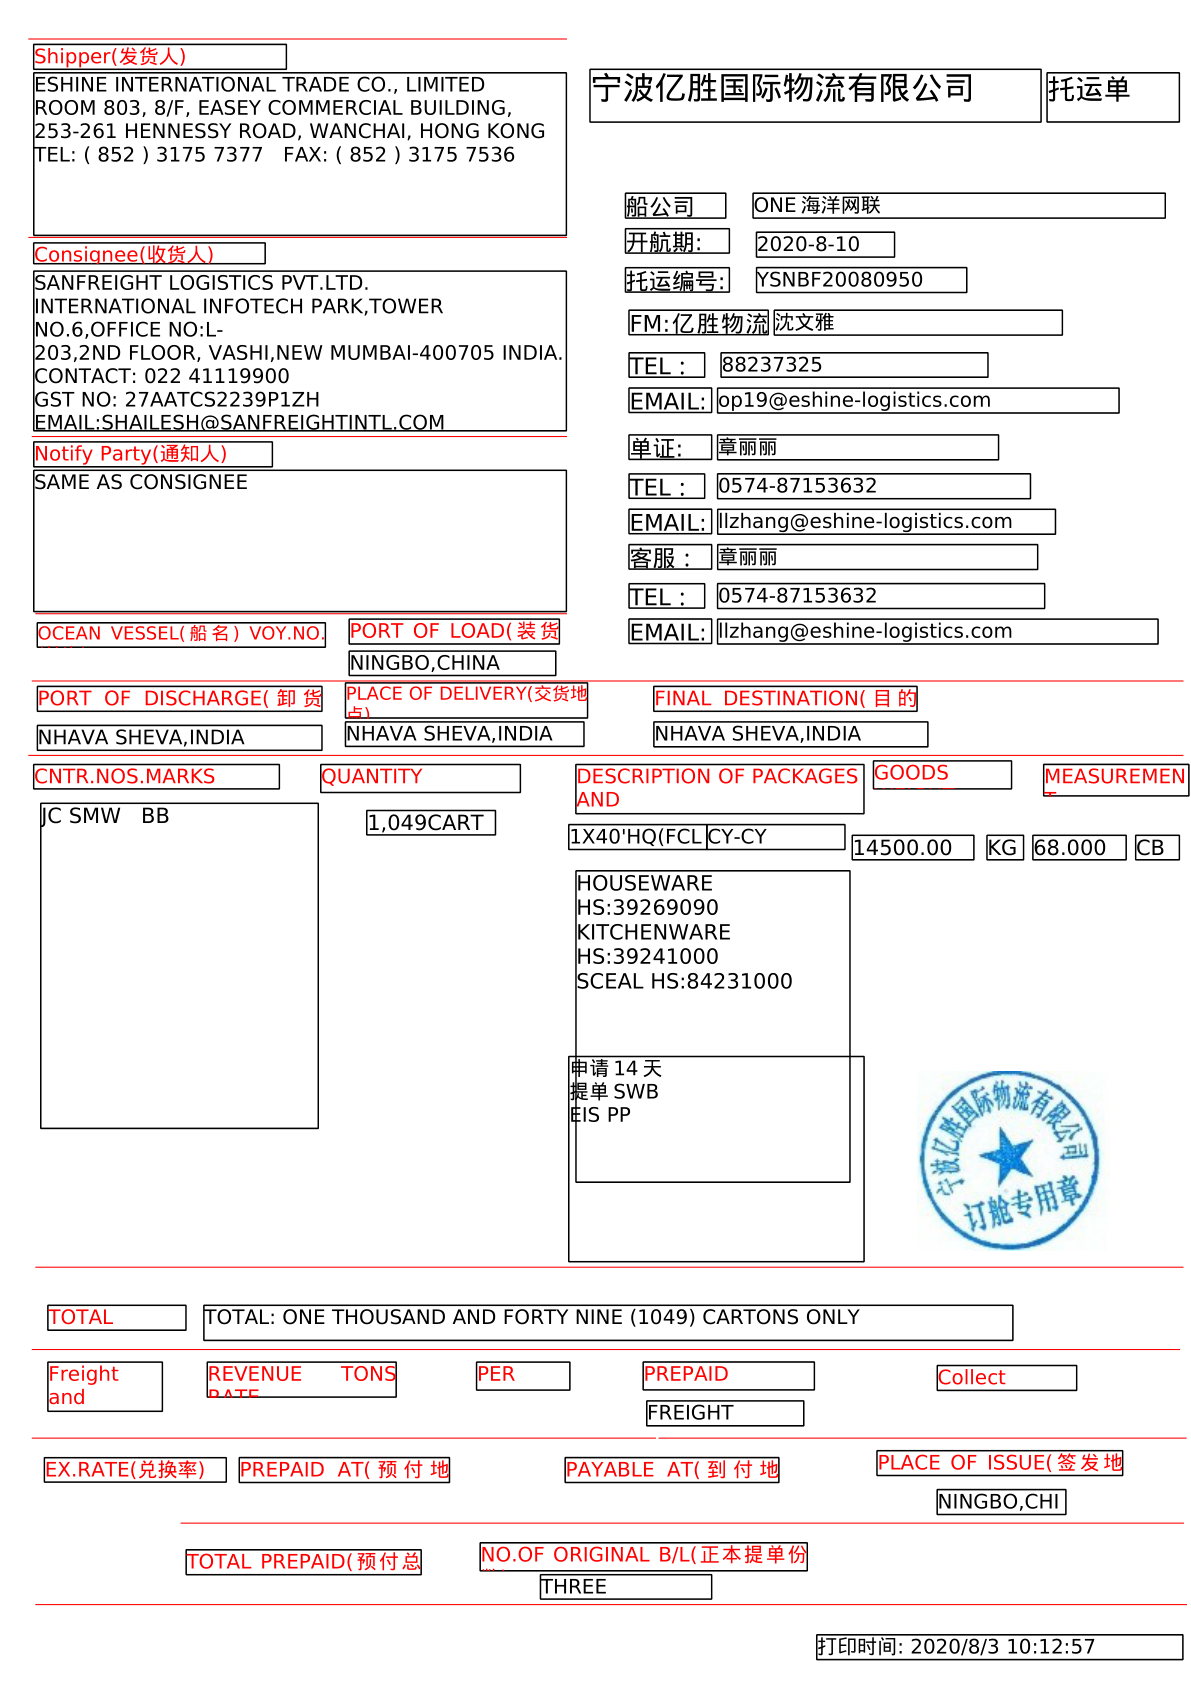 Shipper(发货人)
ESHINE INTERNATIONAL TRADE CO., LIMITED
ROOM 803, 8/F, EASEY COMMERCIAL BUILDING,
253-261 HENNESSY ROAD, WANCHAI, HONG KONG
TEL: ( 852 ) 3175 7377   FAX: ( 852 ) 3175 7536
宁波亿胜国际物流有限公司 托运单
船公司 ONE 海洋网联
开航期: 2020-8-10
托运编号: YSNBF20080950
FM:亿胜物流 沈文雅
TEL： 88237325
EMAIL: op19@eshine-logistics.com
单证: 章丽丽
TEL： 0574-87153632
EMAIL: llzhang@eshine-logistics.com
客服： 章丽丽
TEL： 0574-87153632
EMAIL: llzhang@eshine-logistics.com
Consignee(收货人)
SANFREIGHT LOGISTICS PVT.LTD.
INTERNATIONAL INFOTECH PARK,TOWER
NO.6,OFFICE NO:L-
203,2ND FLOOR, VASHI,NEW MUMBAI-400705 INDIA.
CONTACT: 022 41119900
GST NO: 27AATCS2239P1ZH
EMAIL:SHAILESH@SANFREIGHTINTL.COM
Notify Party(通知人)
SAME AS CONSIGNEE
OCEAN VESSEL(船名) VOY.NO. PORT OF LOAD(装货
NINGBO,CHINA
PORT OF DISCHARGE(卸货 PLACE OF DELIVERY(交货地
点) FINAL DESTINATION(目的
NHAVA SHEVA,INDIA NHAVA SHEVA,INDIA NHAVA SHEVA,INDIA
CNTR.NOS.MARKS QUANTITY DESCRIPTION OF PACKAGES
AND GOODS MEASUREMEN
T
JC SMW   BB 1,049CART 1X40'HQ(FCL CY-CY 14500.00 KG 68.000 CB
HOUSEWARE
HS:39269090
KITCHENWARE
HS:39241000
SCEAL HS:84231000
申请 14 天
提单 SWB
EIS PP
宁波亿胜国际物流有限公司
订舱专用章
TOTAL TOTAL: ONE THOUSAND AND FORTY NINE (1049) CARTONS ONLY
Freight
and REVENUE TONS
RATE PER PREPAID Collect
FREIGHT
EX.RATE(兑换率) PREPAID AT(预付地 PAYABLE AT(到付地 PLACE OF ISSUE(签发地
NINGBO,CHI
TOTAL PREPAID(预付总 NO.OF ORIGINAL B/L(正本提单份
THREE
打印时间: 2020/8/3 10:12:57